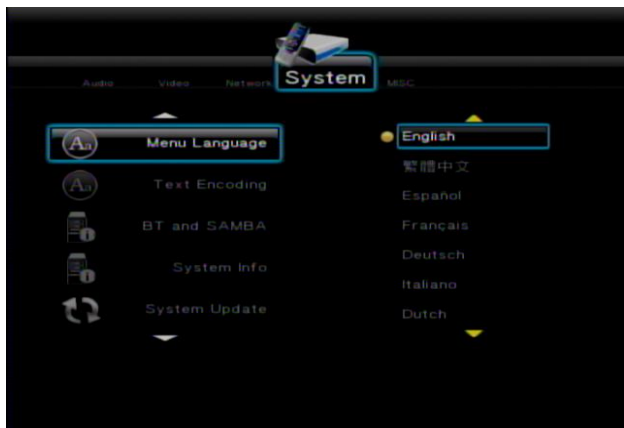 Audio
Video
Network
System
MISC
Menu Language
Text Encoding
BT and SAMBA
System Info
System Update
English
繁體中文
Español
Français
Deutsch
Italiano
Dutch